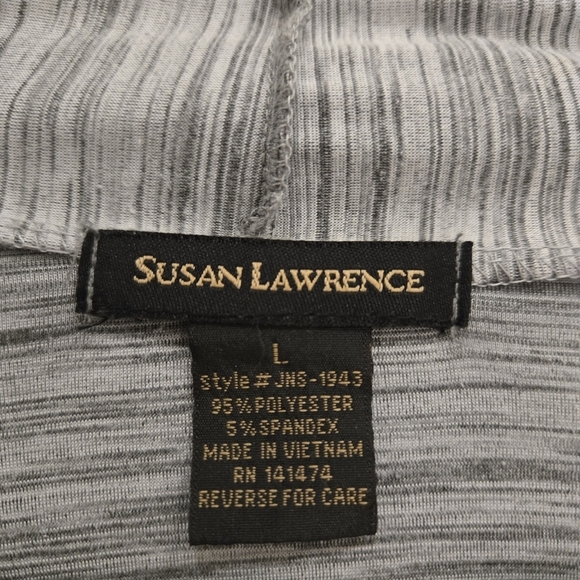 SUSAN LAWRENCE
L
style# JNS-1943
95%POLYESTER
5%SPANDEX
MADE IN VIETNAM
RN 141474
REVERSE FOR CARE